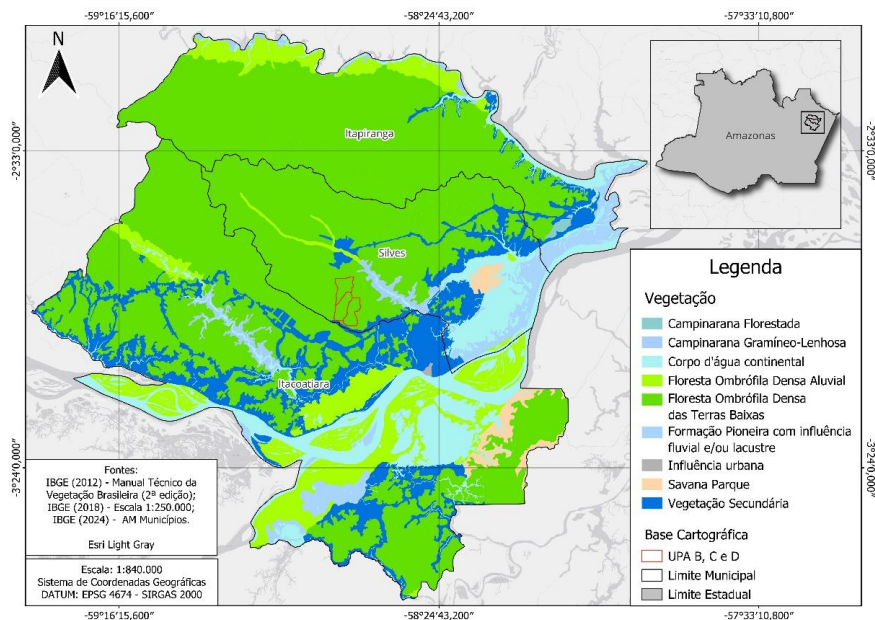 -59°16'15,600"
-58°24'43,200"
-57°33'10,800"
N
Itapiranga
Amazonas
-2°33'0,000"
-2°33'0,000"
Silves
Itacoatiara
-3°24'0,000"
-3°24'0,000"
Legenda
Vegetação
Campinarana Florestada
Campinarana Gramíneo-Lenhosa
Corpo d'água continental
Floresta Ombrófila Densa Aluvial
Floresta Ombrófila Densa
das Terras Baixas
Formação Pioneira com influência
fluvial e/ou lacustre
Influência urbana
Savana Parque
Vegetação Secundária
Base Cartográfica
UPA B, C e D
Limite Municipal
Limite Estadual
Fontes:
IBGE (2012) - Manual Técnico da
Vegetação Brasileira (2ª edição);
IBGE (2018) - Escala 1:250.000;
IBGE (2024) - AM Municípios.
Esri Light Gray
Escala: 1:840.000
Sistema de Coordenadas Geográficas
DATUM: EPSG 4674 - SIRGAS 2000
-59°16'15,600"
-58°24'43,200"
-57°33'10,800"